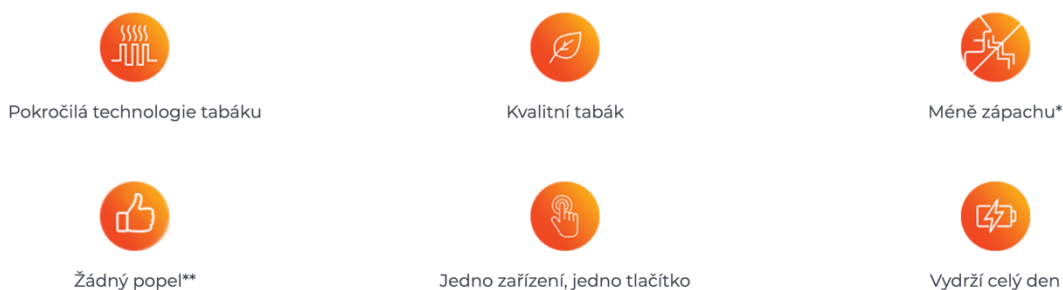 Pokročilá technologie tabáku
Kvalitní tabák
Méně zápachu*
Žádný popel**
Jedno zařízení, jedno tlačítko
Vydrží celý den